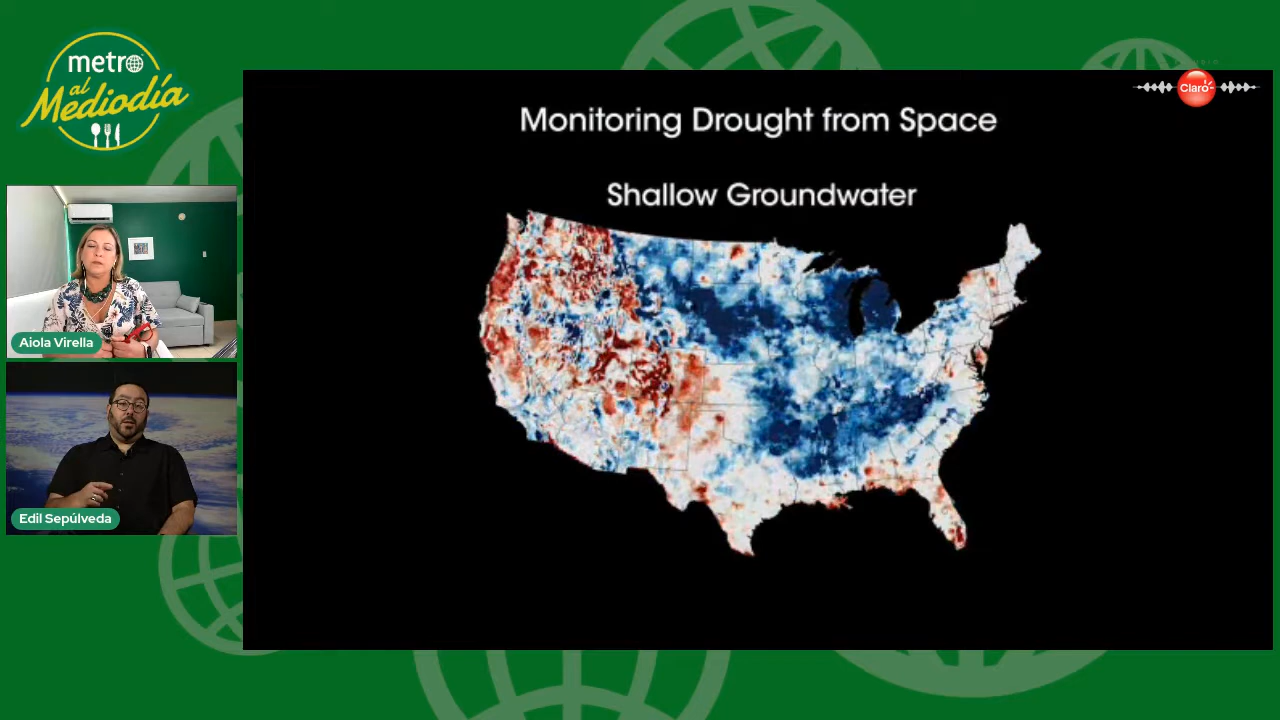 metro
al
Mediodía
Claro
Monitoring Drought from Space
Shallow Groundwater
Aiola Virella
Edil Sepúlveda